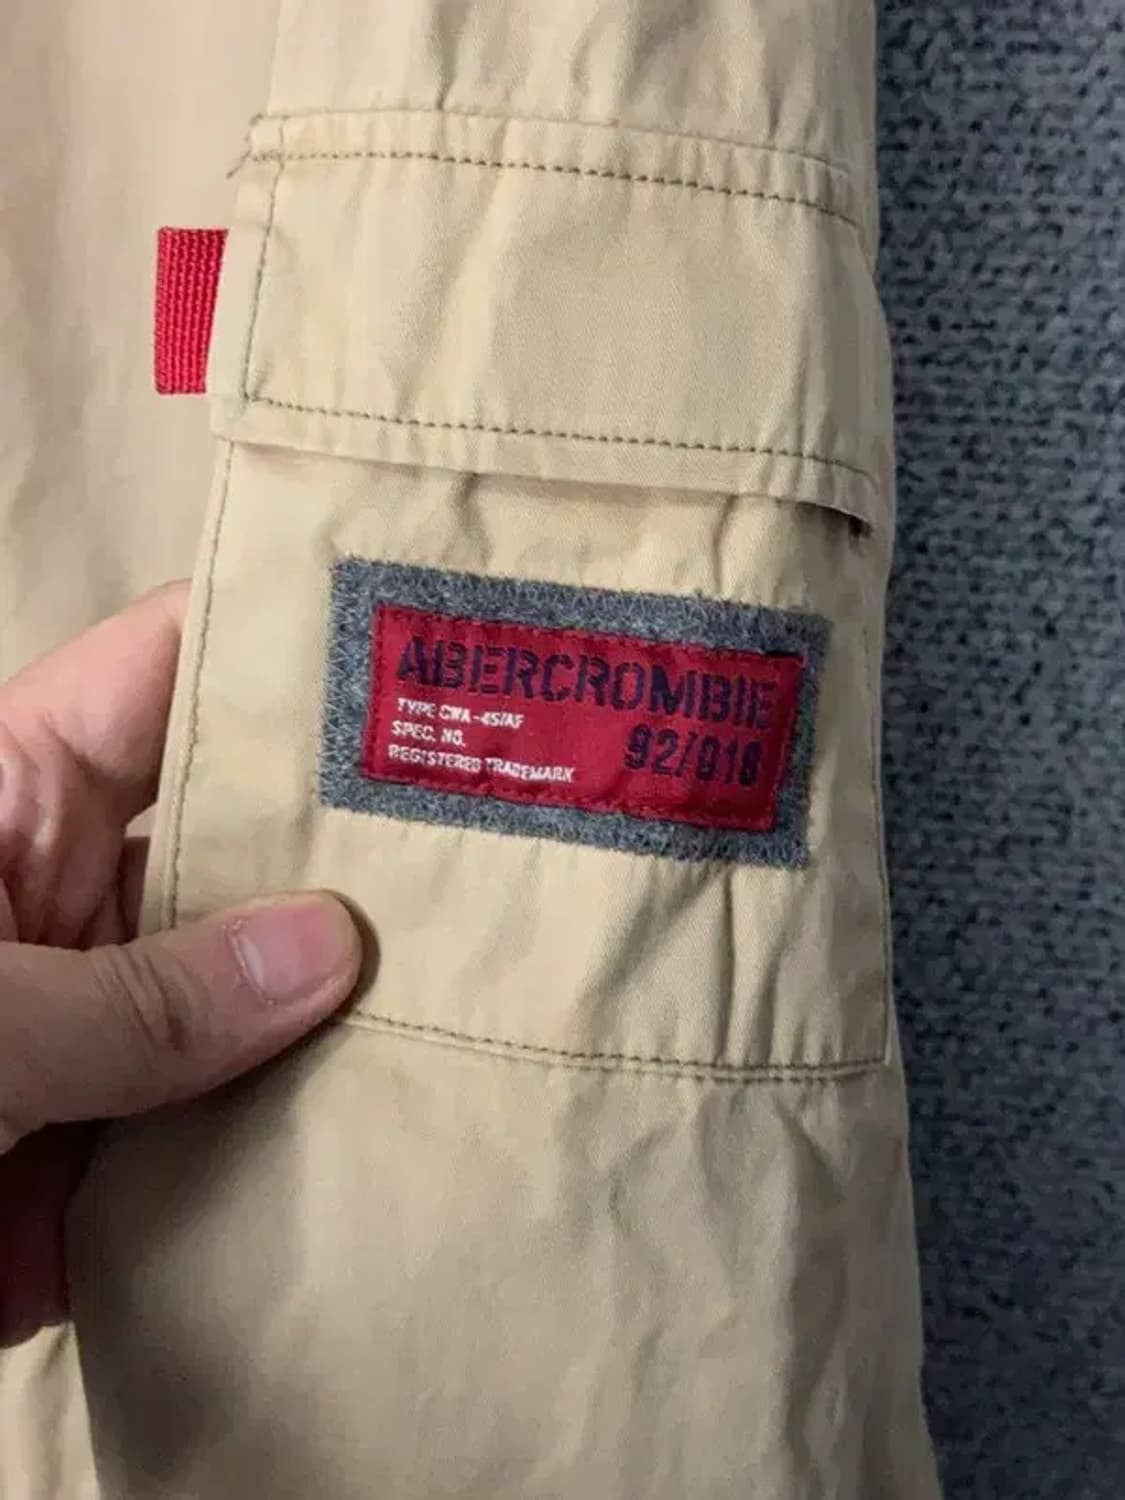 ABERCROMBIE
TYPE CWA-45/AF
SPEC. NO.
REGISTERED TRADEMARK
92/918